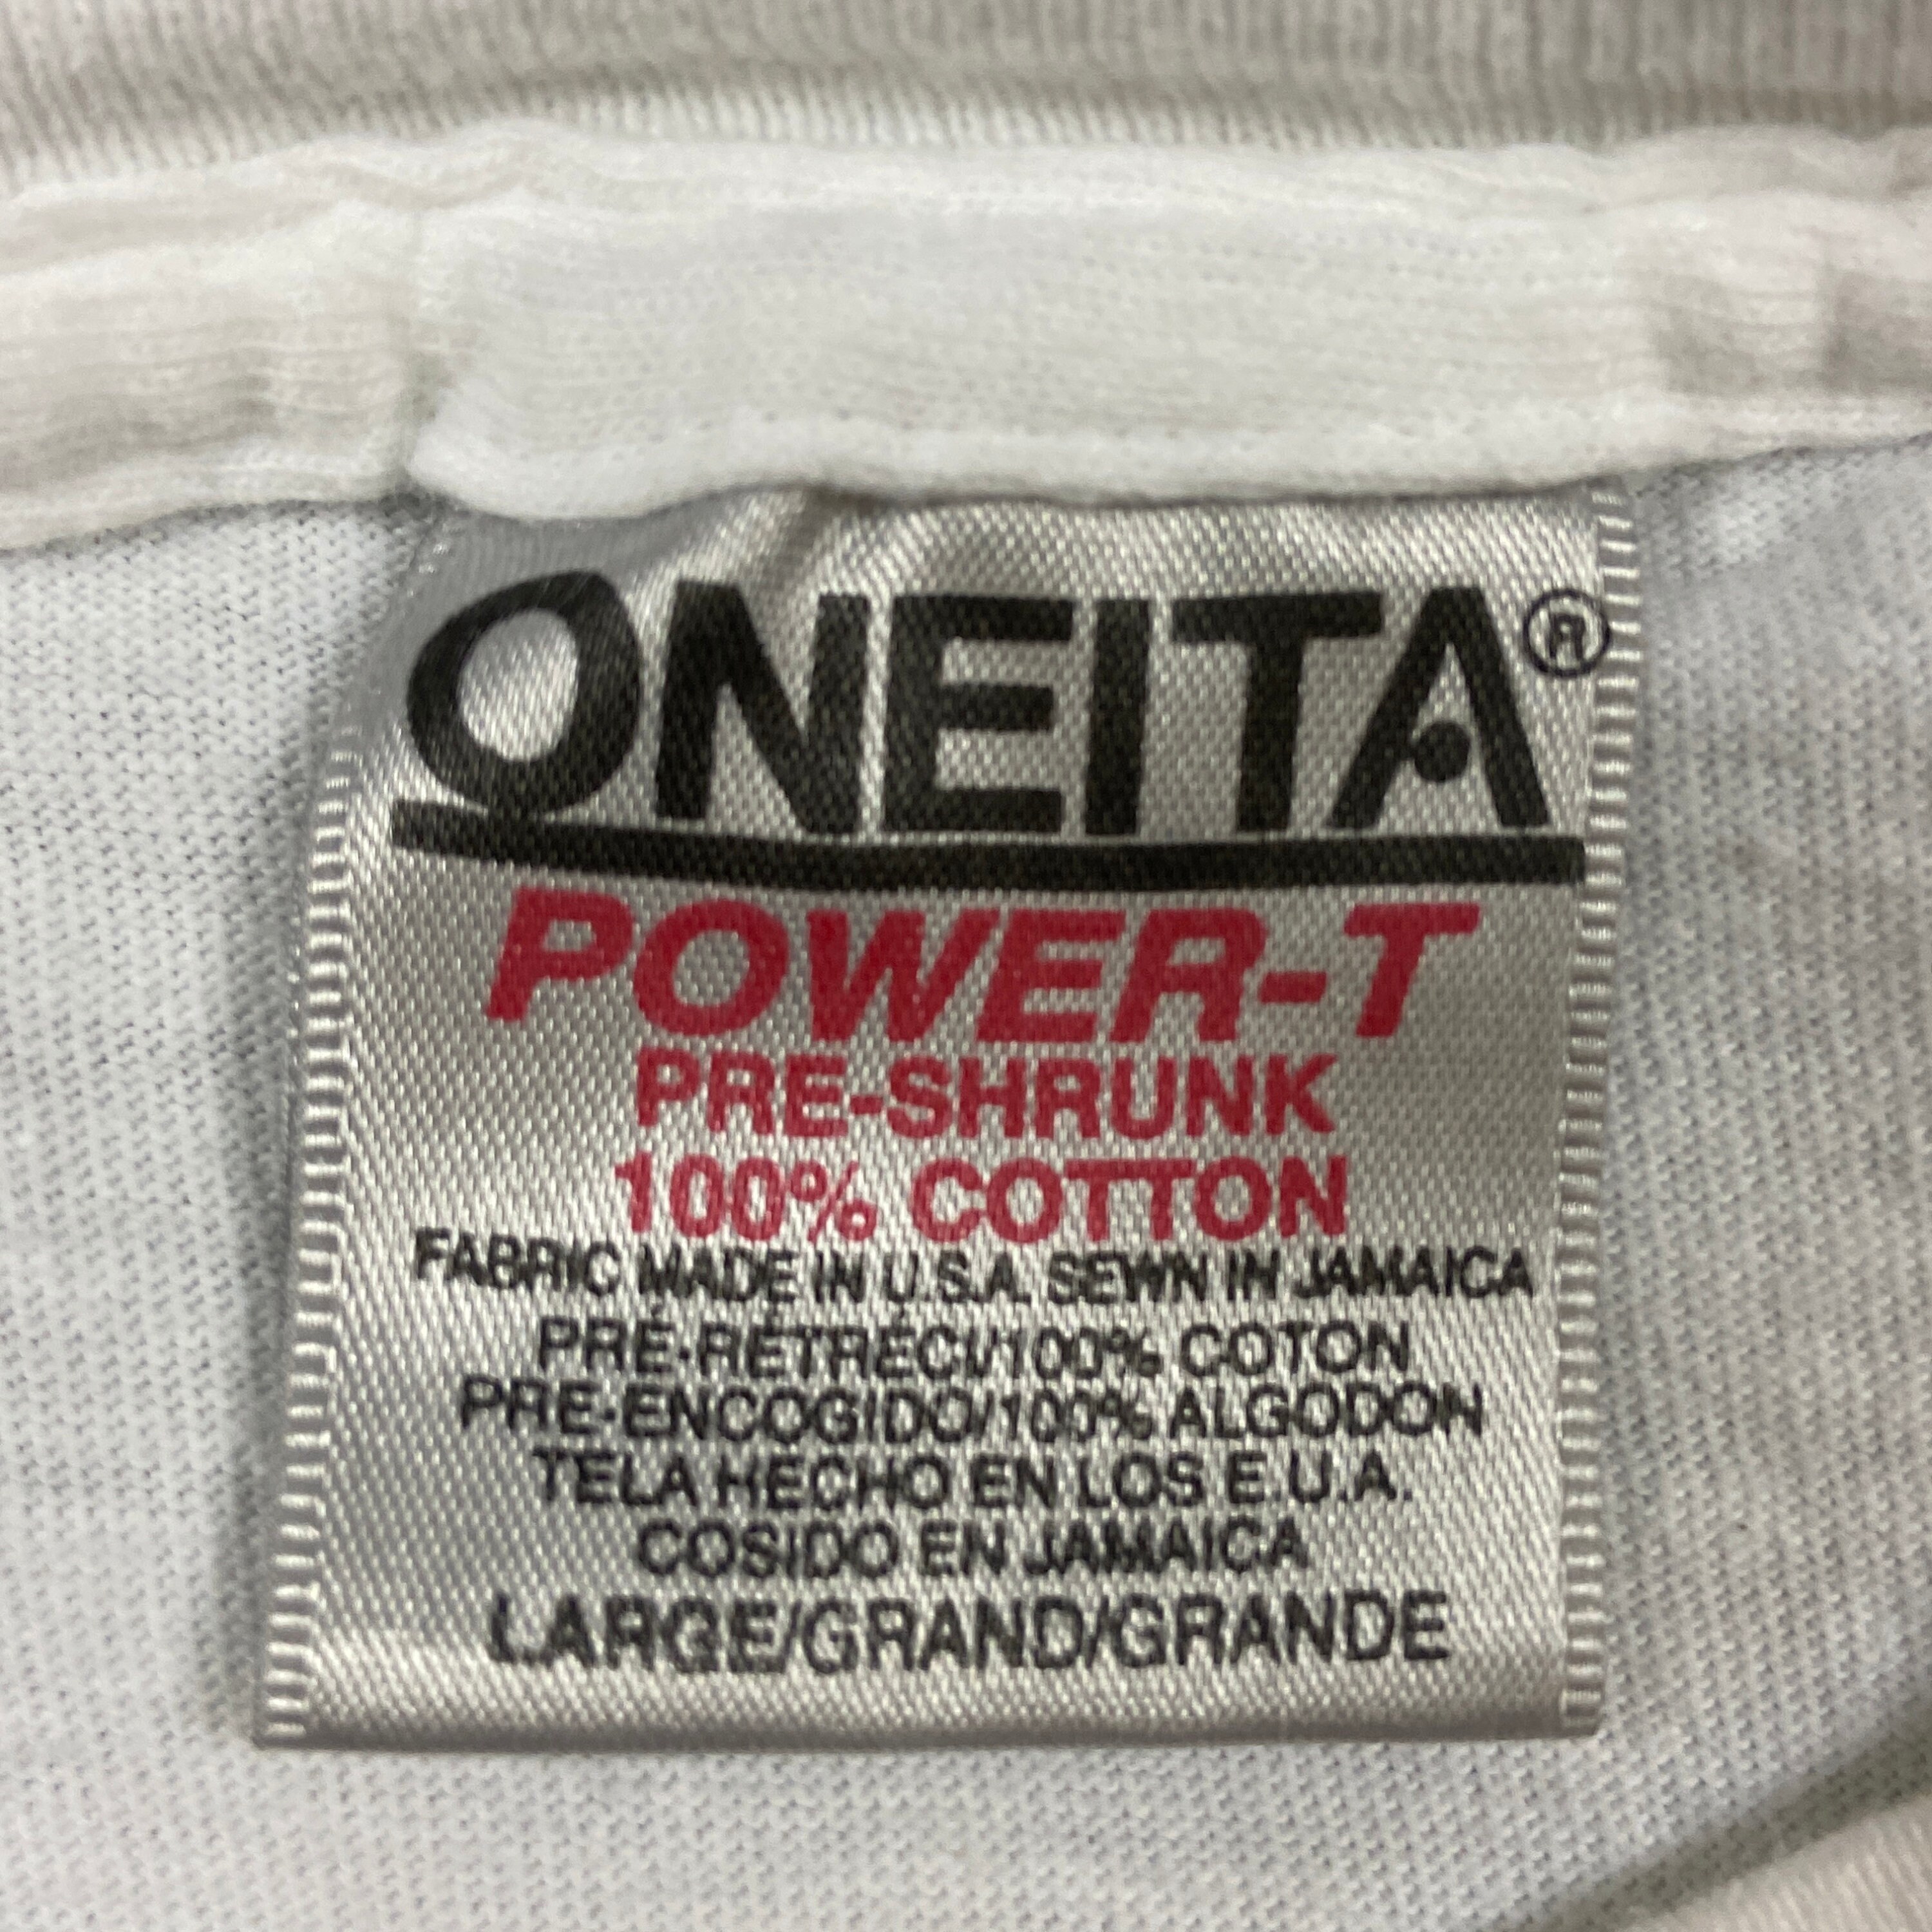 ONEITA®
POWER-T
PRE-SHRUNK
100% COTTON
FABRIC MADE IN U.S.A. SEWN IN JAMAICA
PRÉ-RÉTRÉCI/100% COTON
PRE-ENCOGIDO/100% ALGODON
TELA HECHO EN LOS E.U.A.
COSIDO EN JAMAICA
LARGE/GRAND/GRANDE